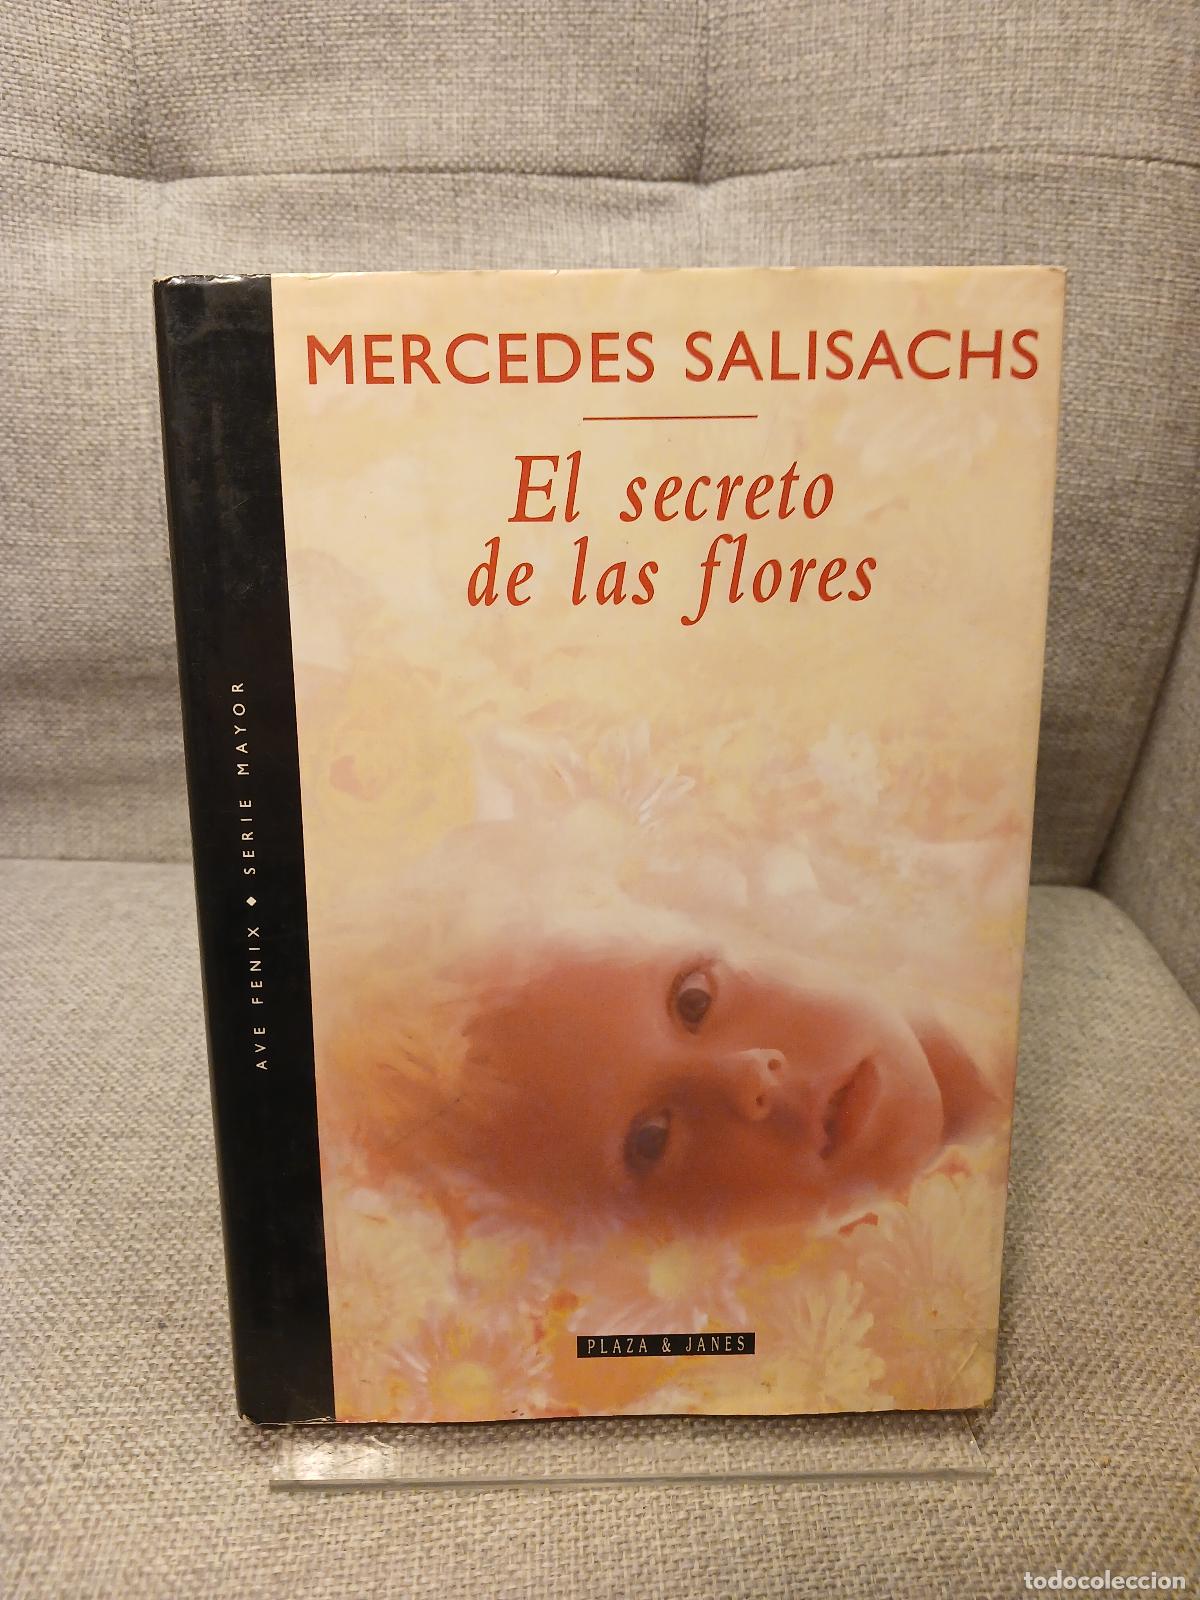 MERCEDES SALISACHS
El secreto
de las flores
AVE FENIX ◆ SERIE MAYOR
PLAZA & JANES
todocoleccion